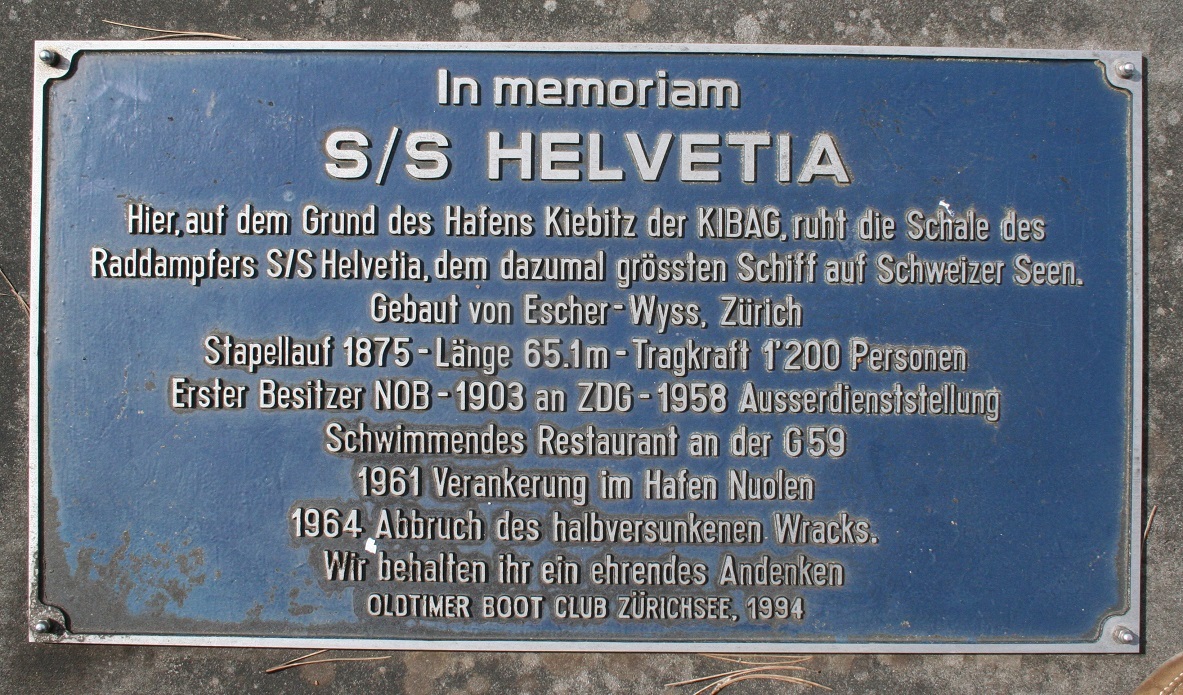 In memoriam
S/S HELVETIA
Hier, auf dem Grund des Hafens Kiebitz der KIBAG, ruht die Schale des
Raddampfers S/S Helvetia, dem dazumal grössten Schiff auf Schweizer Seen.
Gebaut von Escher-Wyss, Zürich
Stapellauf 1875 - Länge 65.1m - Tragkraft 1'200 Personen
Erster Besitzer NOB - 1903 an ZDG - 1958 Ausserdienststellung
Schwimmendes Restaurant an der G59
1961 Verankerung im Hafen Nuolen
1964 Abbruch des halbversunkenen Wracks.
Wir behalten ihr ein ehrendes Andenken
OLDTIMER BOOT CLUB ZÜRICHSEE, 1994